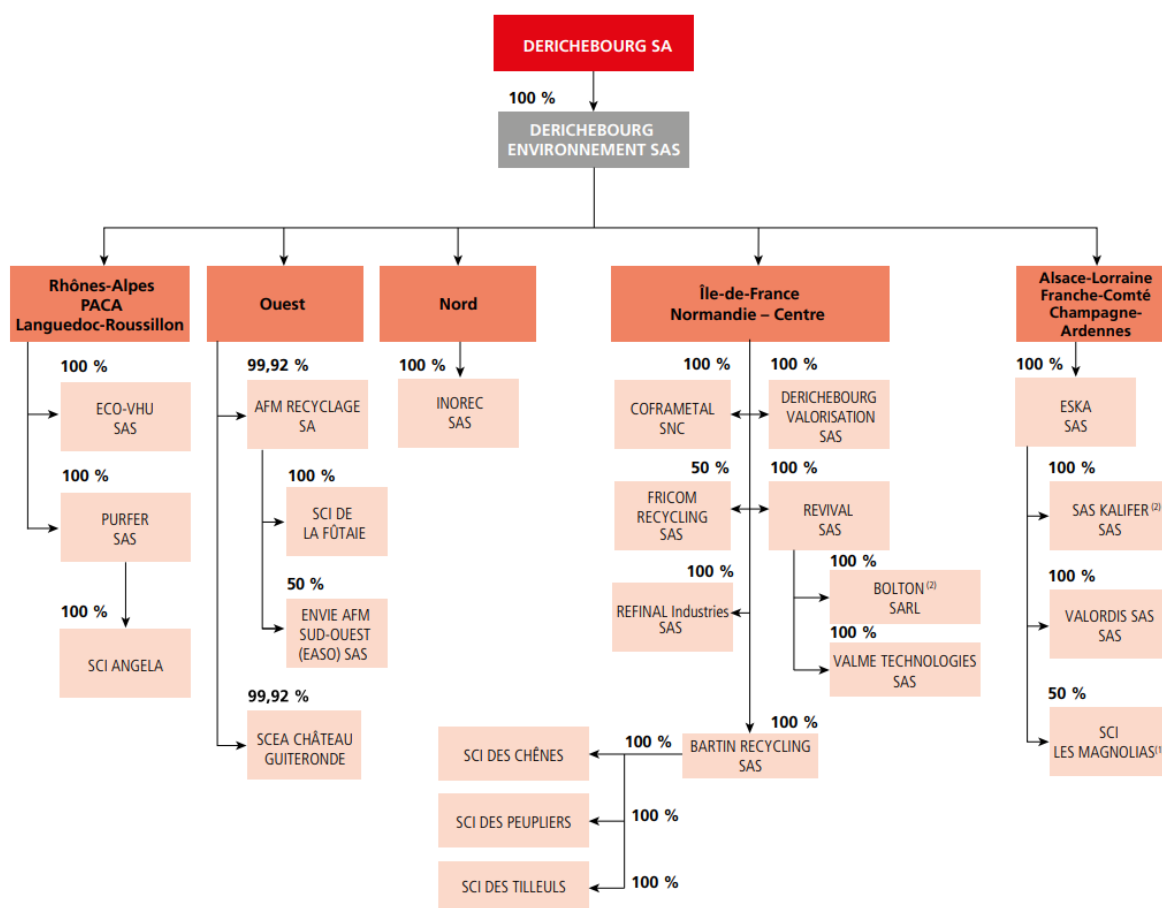 DERICHEBOURG SA
100 %
DERICHEBOURG
ENVIRONNEMENT SAS
Rhônes-Alpes
PACA
Languedoc-Roussillon
100 %
ECO-VHU
SAS
100 %
PURFER
SAS
100 %
SCI ANGELA
Ouest
99,92 %
AFM RECYCLAGE
SA
100 %
SCI DE
LA FÛTAIE
50 %
ENVIE AFM
SUD-OUEST
(EASO) SAS
99,92 %
SCEA CHÂTEAU
GUITERONDE
Nord
100 %
INOREC
SAS
Île-de-France
Normandie – Centre
100 %
COFRAMETAL
SNC
100 %
DERICHEBOURG
VALORISATION
SAS
50 %
FRICOM
RECYCLING
SAS
100 %
REVIVAL
SAS
100 %
BOLTON (2)
SARL
100 %
VALME TECHNOLOGIES
SAS
100 %
REFINAL Industries
SAS
100 %
BARTIN RECYCLING
SAS
100 %
SCI DES CHÊNES
100 %
SCI DES PEUPLIERS
100 %
SCI DES TILLEULS
Alsace-Lorraine
Franche-Comté
Champagne-
Ardennes
100 %
ESKA
SAS
100 %
SAS KALIFER (2)
100 %
VALORDIS SAS
SAS
50 %
SCI
LES MAGNOLIAS(1